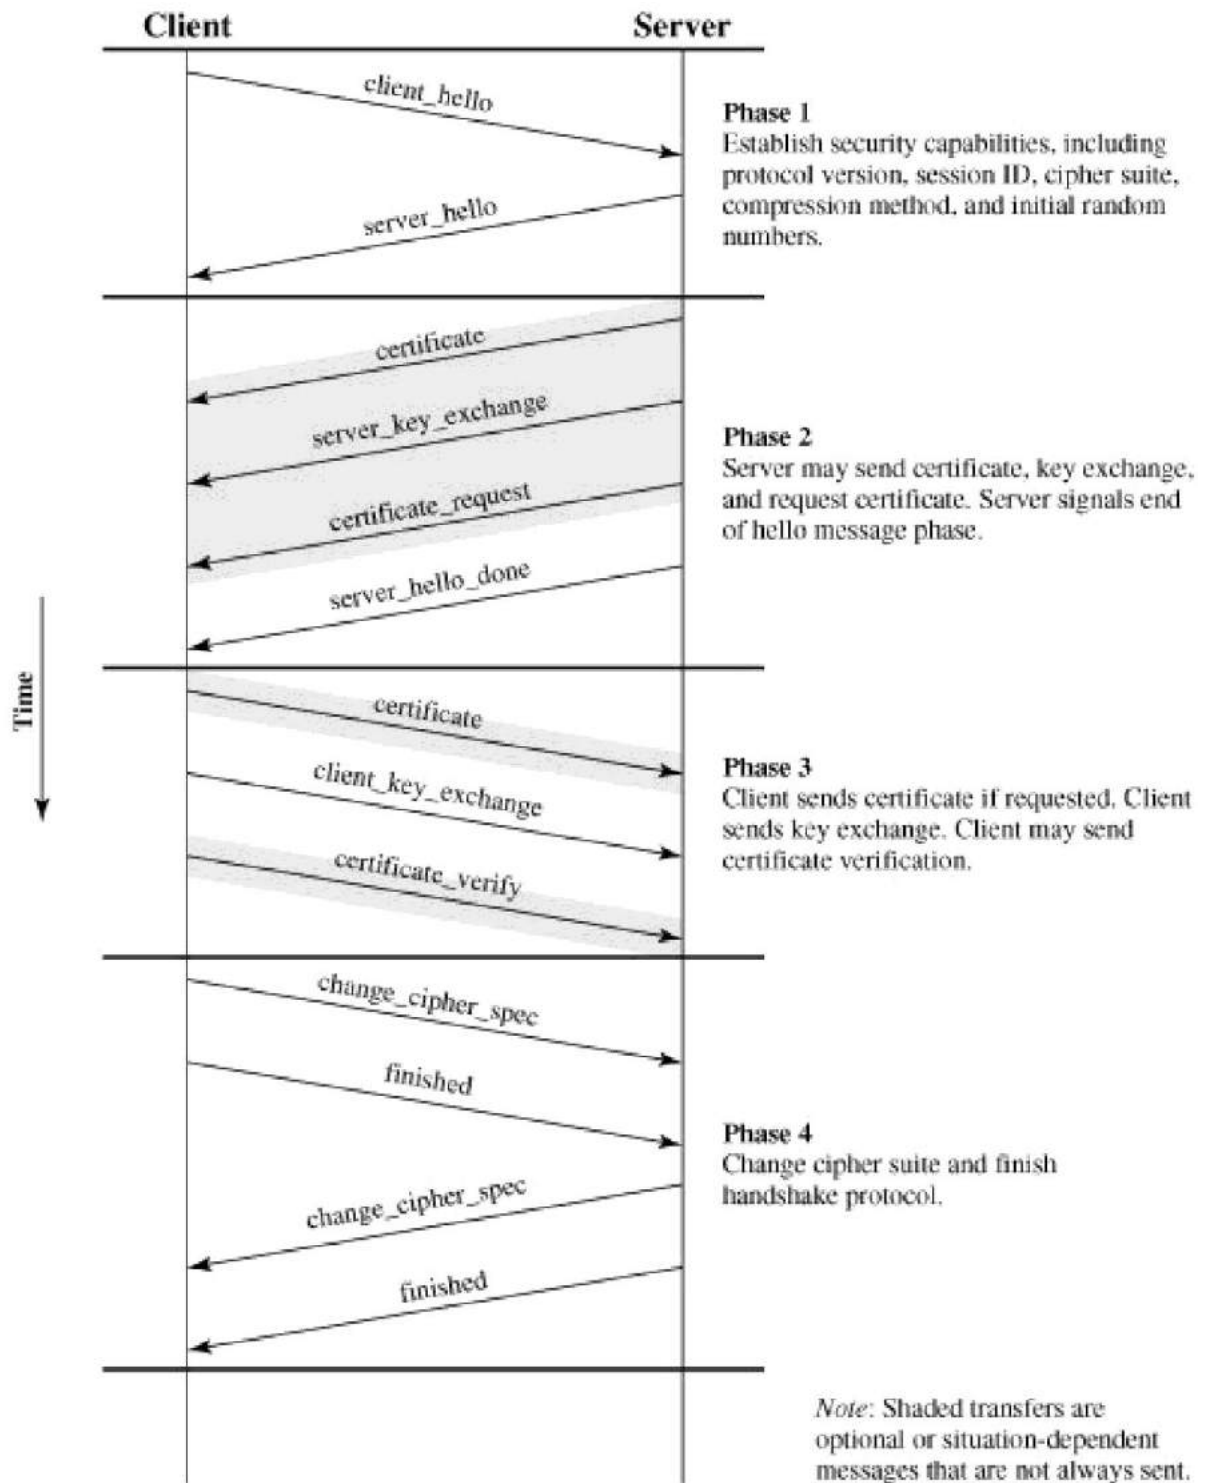 Client
Server
client_hello
server_hello
Phase 1
Establish security capabilities, including
protocol version, session ID, cipher suite,
compression method, and initial random
numbers.
certificate
server_key_exchange
certificate_request
server_hello_done
Phase 2
Server may send certificate, key exchange,
and request certificate. Server signals end
of hello message phase.
Time
certificate
client_key_exchange
certificate_verify
Phase 3
Client sends certificate if requested. Client
sends key exchange. Client may send
certificate verification.
change_cipher_spec
finished
change_cipher_spec
finished
Phase 4
Change cipher suite and finish
handshake protocol.
Note: Shaded transfers are
optional or situation-dependent
messages that are not always sent.